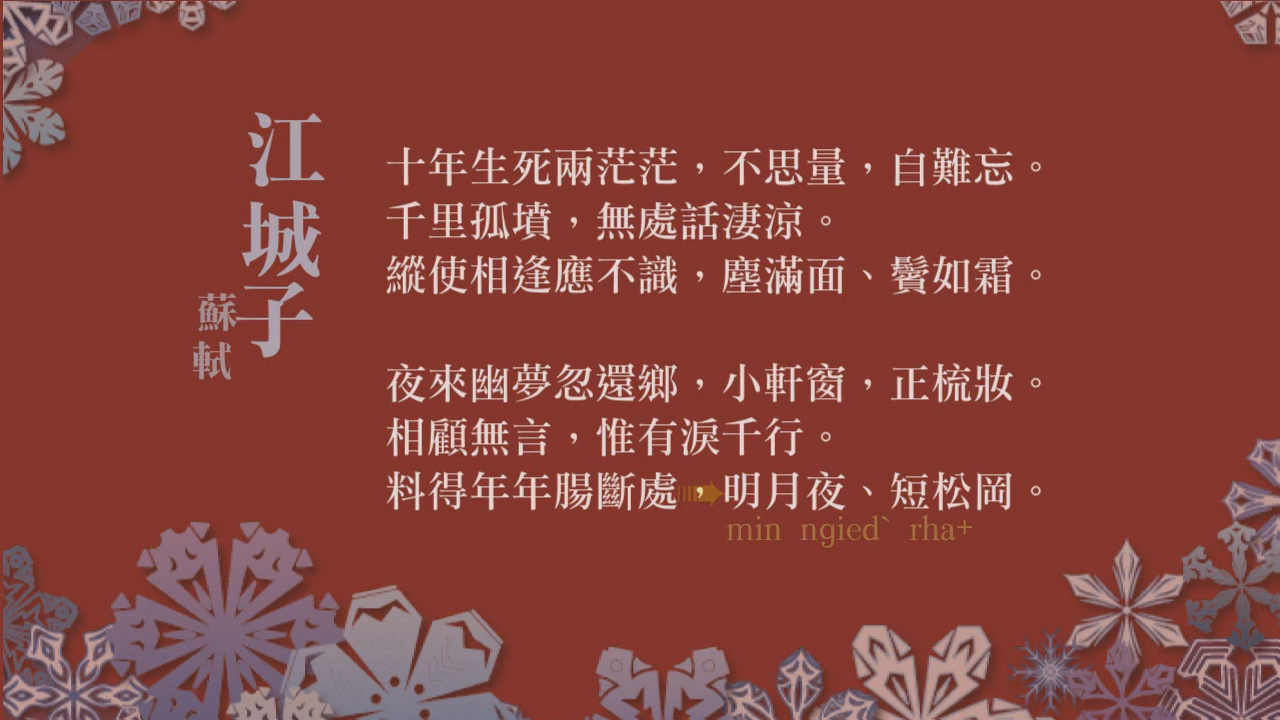 江城子
蘇軾
十年生死兩茫茫，不思量，自難忘。
千里孤墳，無處話淒涼。
縱使相逢應不識，塵滿面、鬢如霜。
夜來幽夢忽還鄉，小軒窗，正梳妝。
相顧無言，惟有淚千行。
料得年年腸斷處，明月夜、短松岡。
min ngied` rha+